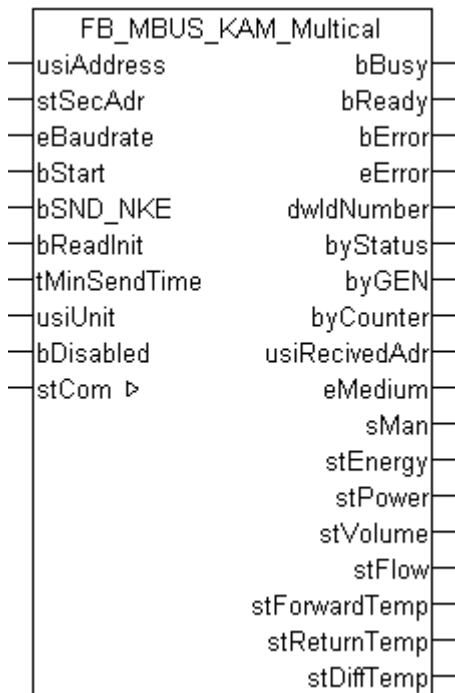 FB_MBUS_KAM_Multical
usiAddress bBusy
stSecAdr bReady
eBaudrate bError
bStart eError
bSND_NKE dwIdNumber
bReadInit byStatus
tMinSendTime byGEN
usiUnit byCounter
bDisabled usiRecivedAdr
stCom ▷ eMedium
sMan
stEnergy
stPower
stVolume
stFlow
stForwardTemp
stReturnTemp
stDiffTemp